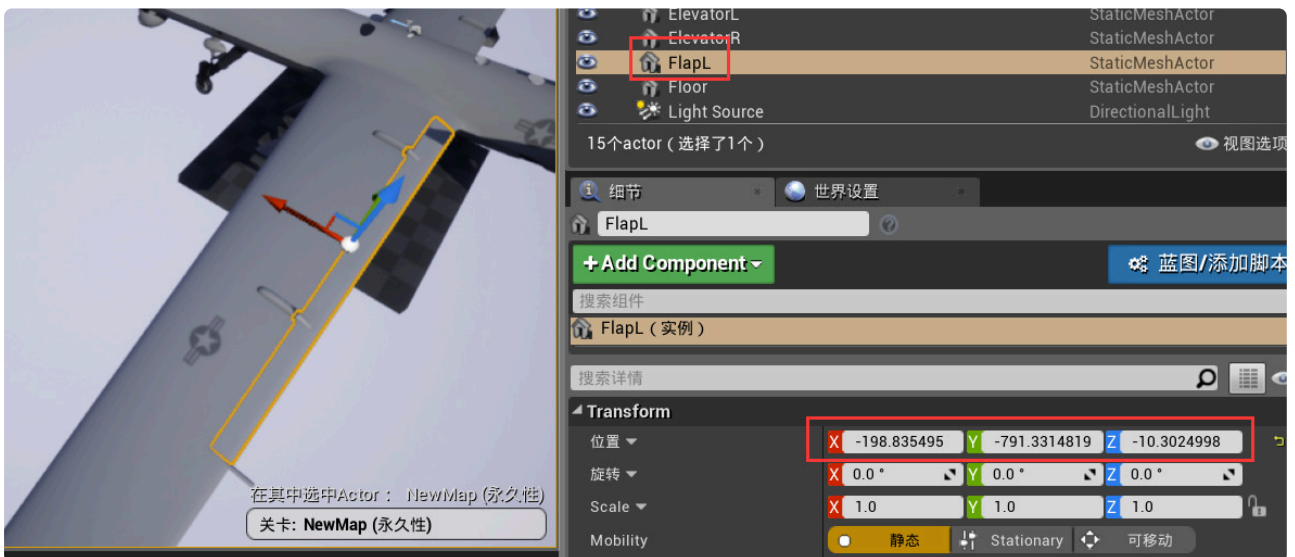 ElevatorL StaticMeshActor
ElevatorR StaticMeshActor
FlapL StaticMeshActor
Floor StaticMeshActor
Light Source DirectionalLight
15个actor（选择了1个） 视图选项
细节 世界设置
FlapL
+Add Component 蓝图/添加脚本
搜索组件
FlapL（实例）
搜索详情
Transform
位置 X -198.835495 Y -791.3314819 Z -10.3024998
旋转 X 0.0 ° Y 0.0 ° Z 0.0 °
Scale X 1.0 Y 1.0 Z 1.0
Mobility 静态 Stationary 可移动
在其中选中Actor： NewMap (永久性)
关卡: NewMap (永久性)